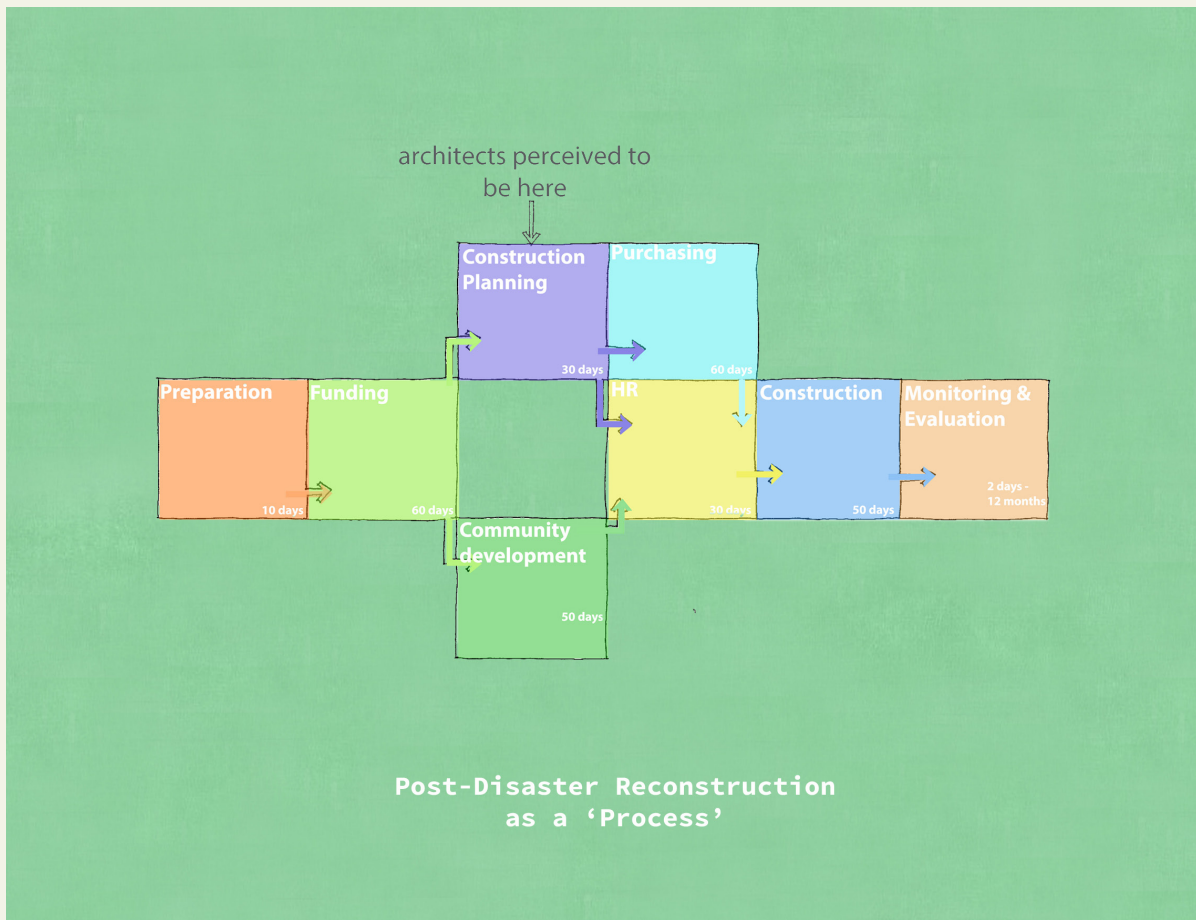 architects perceived to
be here
Construction
Planning
30 days
Purchasing
60 days
Preparation
10 days
Funding
60 days
HR
30 days
Construction
50 days
Monitoring &
Evaluation
2 days -
12 months
Community
development
50 days
Post-Disaster Reconstruction
as a ‘Process’